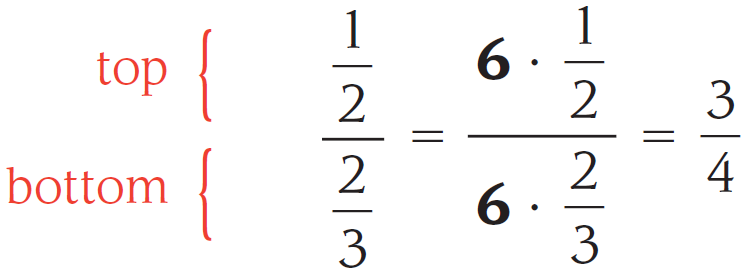 top { 1/2 = 6 · 1/2 = 3/4
bottom { 2/3 6 · 2/3